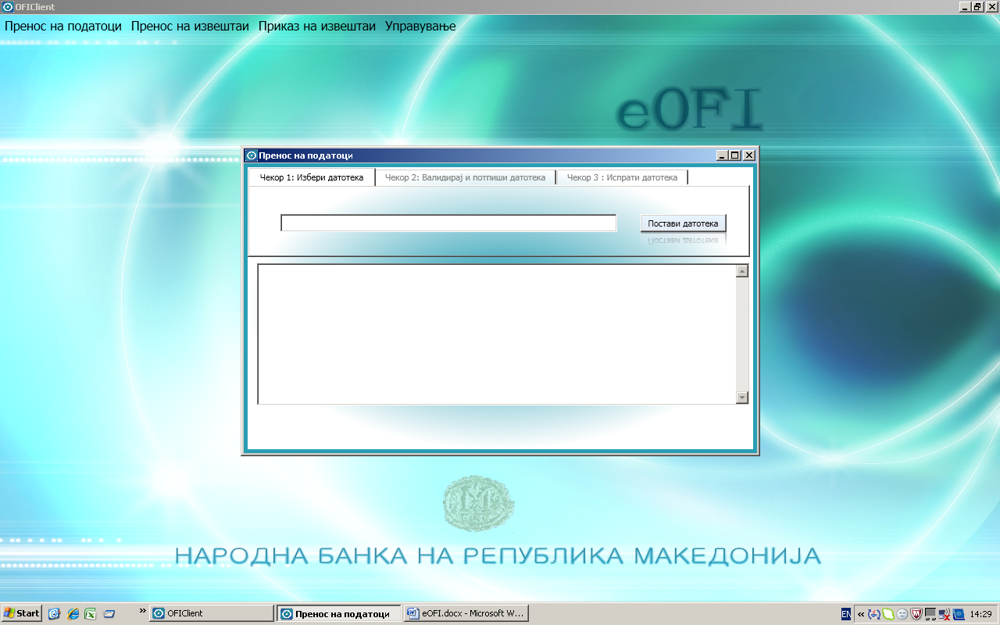 OFIClient
Пренос на податоци Пренос на извештаи Приказ на извештаи Управување
eOFI
Пренос на податоци
Чекор 1: Избери датотека Чекор 2: Валидирај и потпиши датотека Чекор 3 : Испрати датотека
Постави датотека
Постави датотека
НАРОДНА БАНКА НА РЕПУБЛИКА МАКЕДОНИЈА
Start » OFIClient Пренос на податоци eOFI.docx - Microsoft W... EN « 14:29